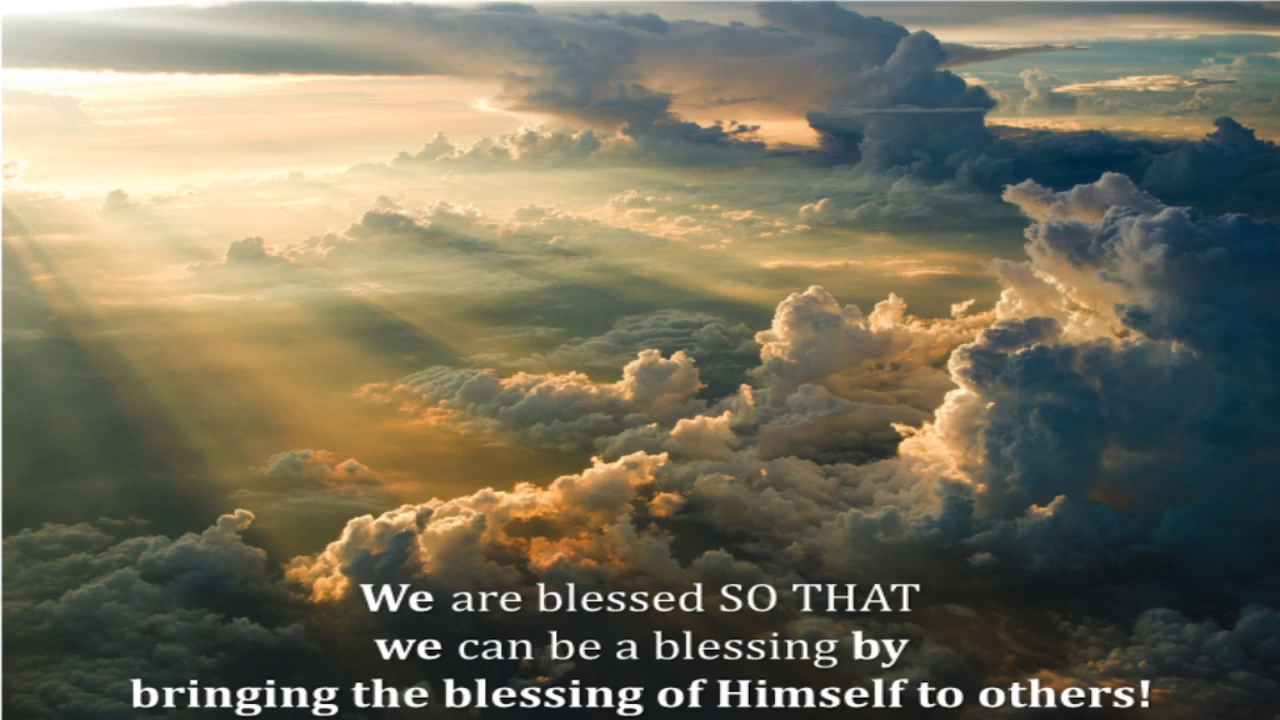 We are blessed SO THAT
we can be a blessing by
bringing the blessing of Himself to others!